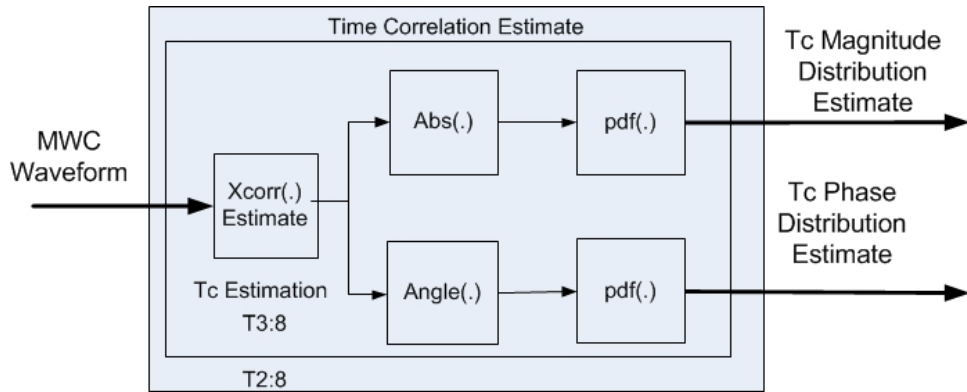 Time Correlation Estimate
Tc Magnitude
Distribution
Estimate
Abs(.)
pdf(.)
MWC
Waveform
Xcorr(.)
Estimate
Tc Phase
Distribution
Estimate
Tc Estimation
T3:8
Angle(.)
pdf(.)
T2:8